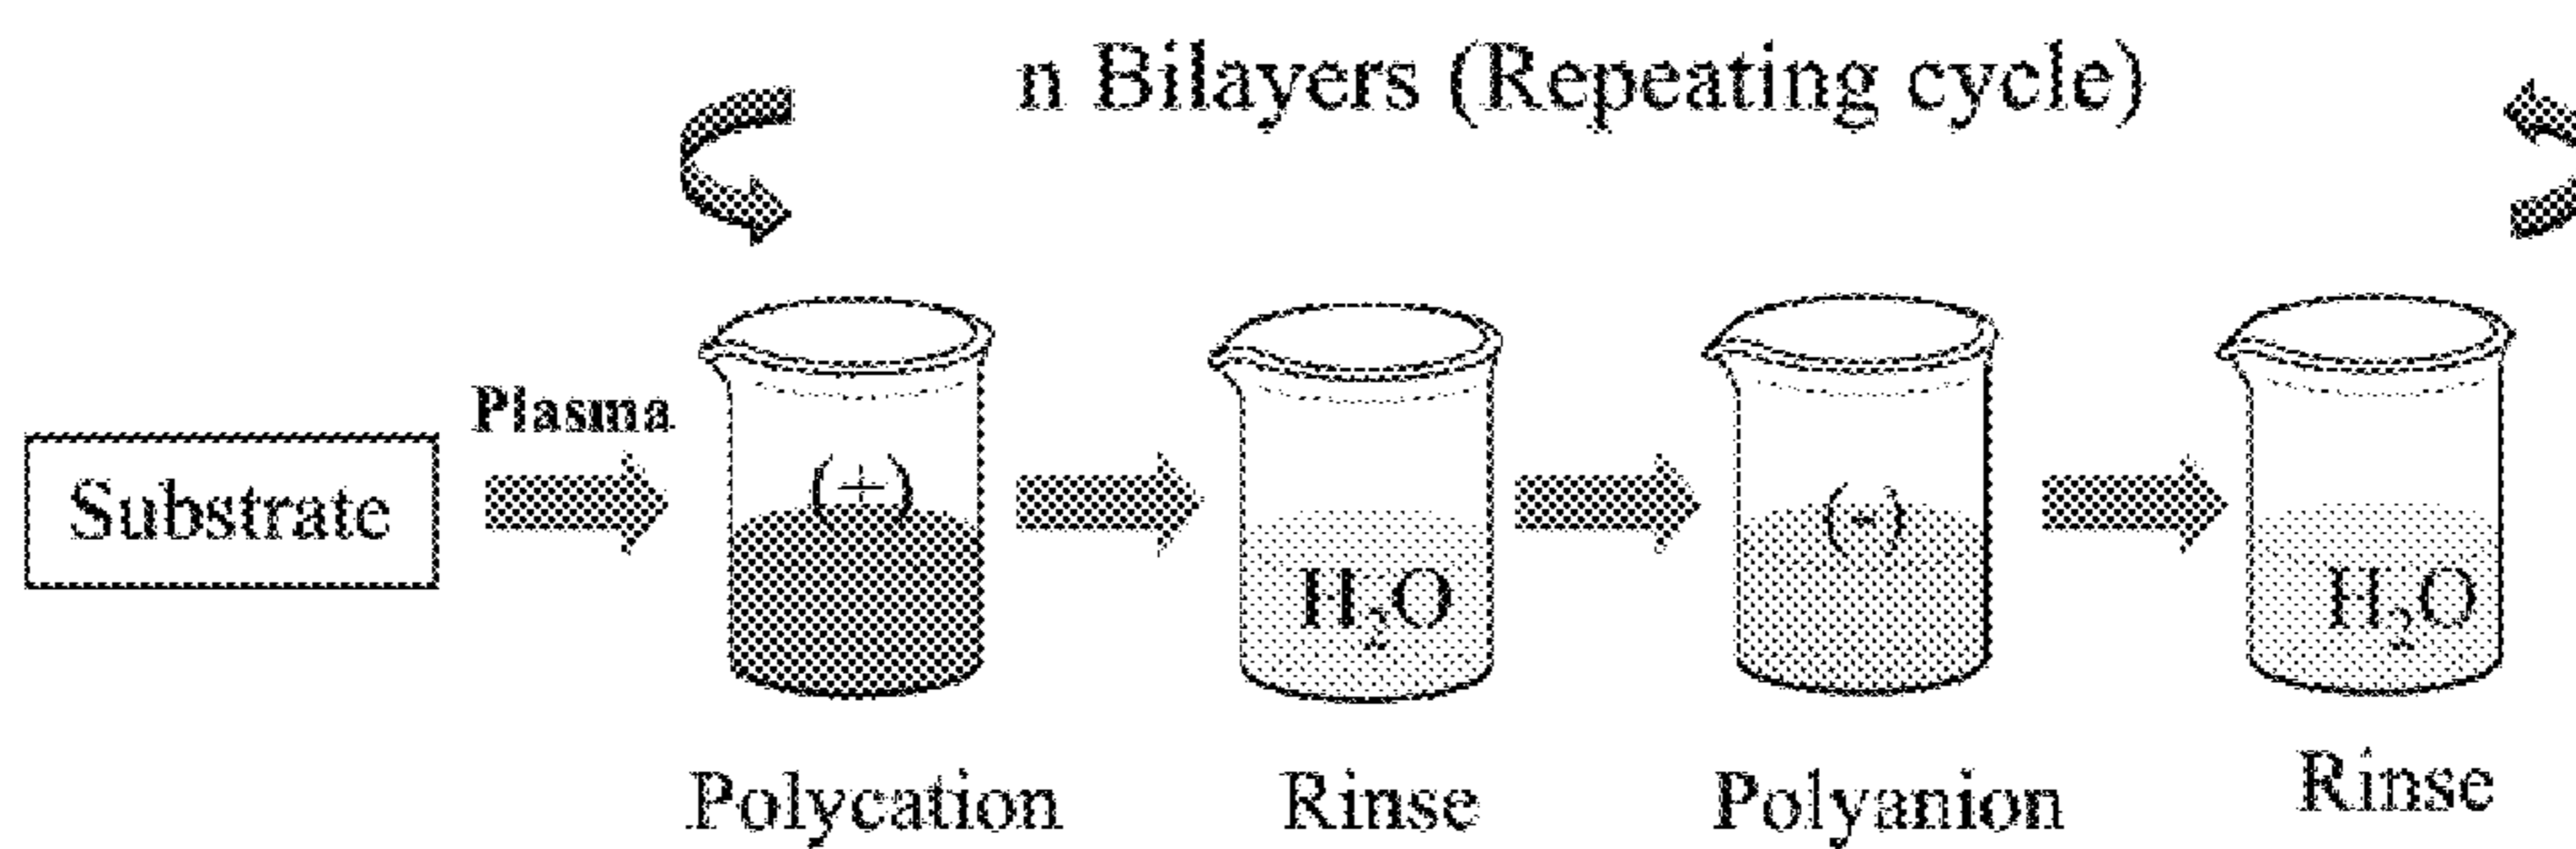 n Bilayers (Repeating cycle)
Plasma
Substrate
(+)
H₂O
(-)
H₂O
Polycation
Rinse
Polyanion
Rinse